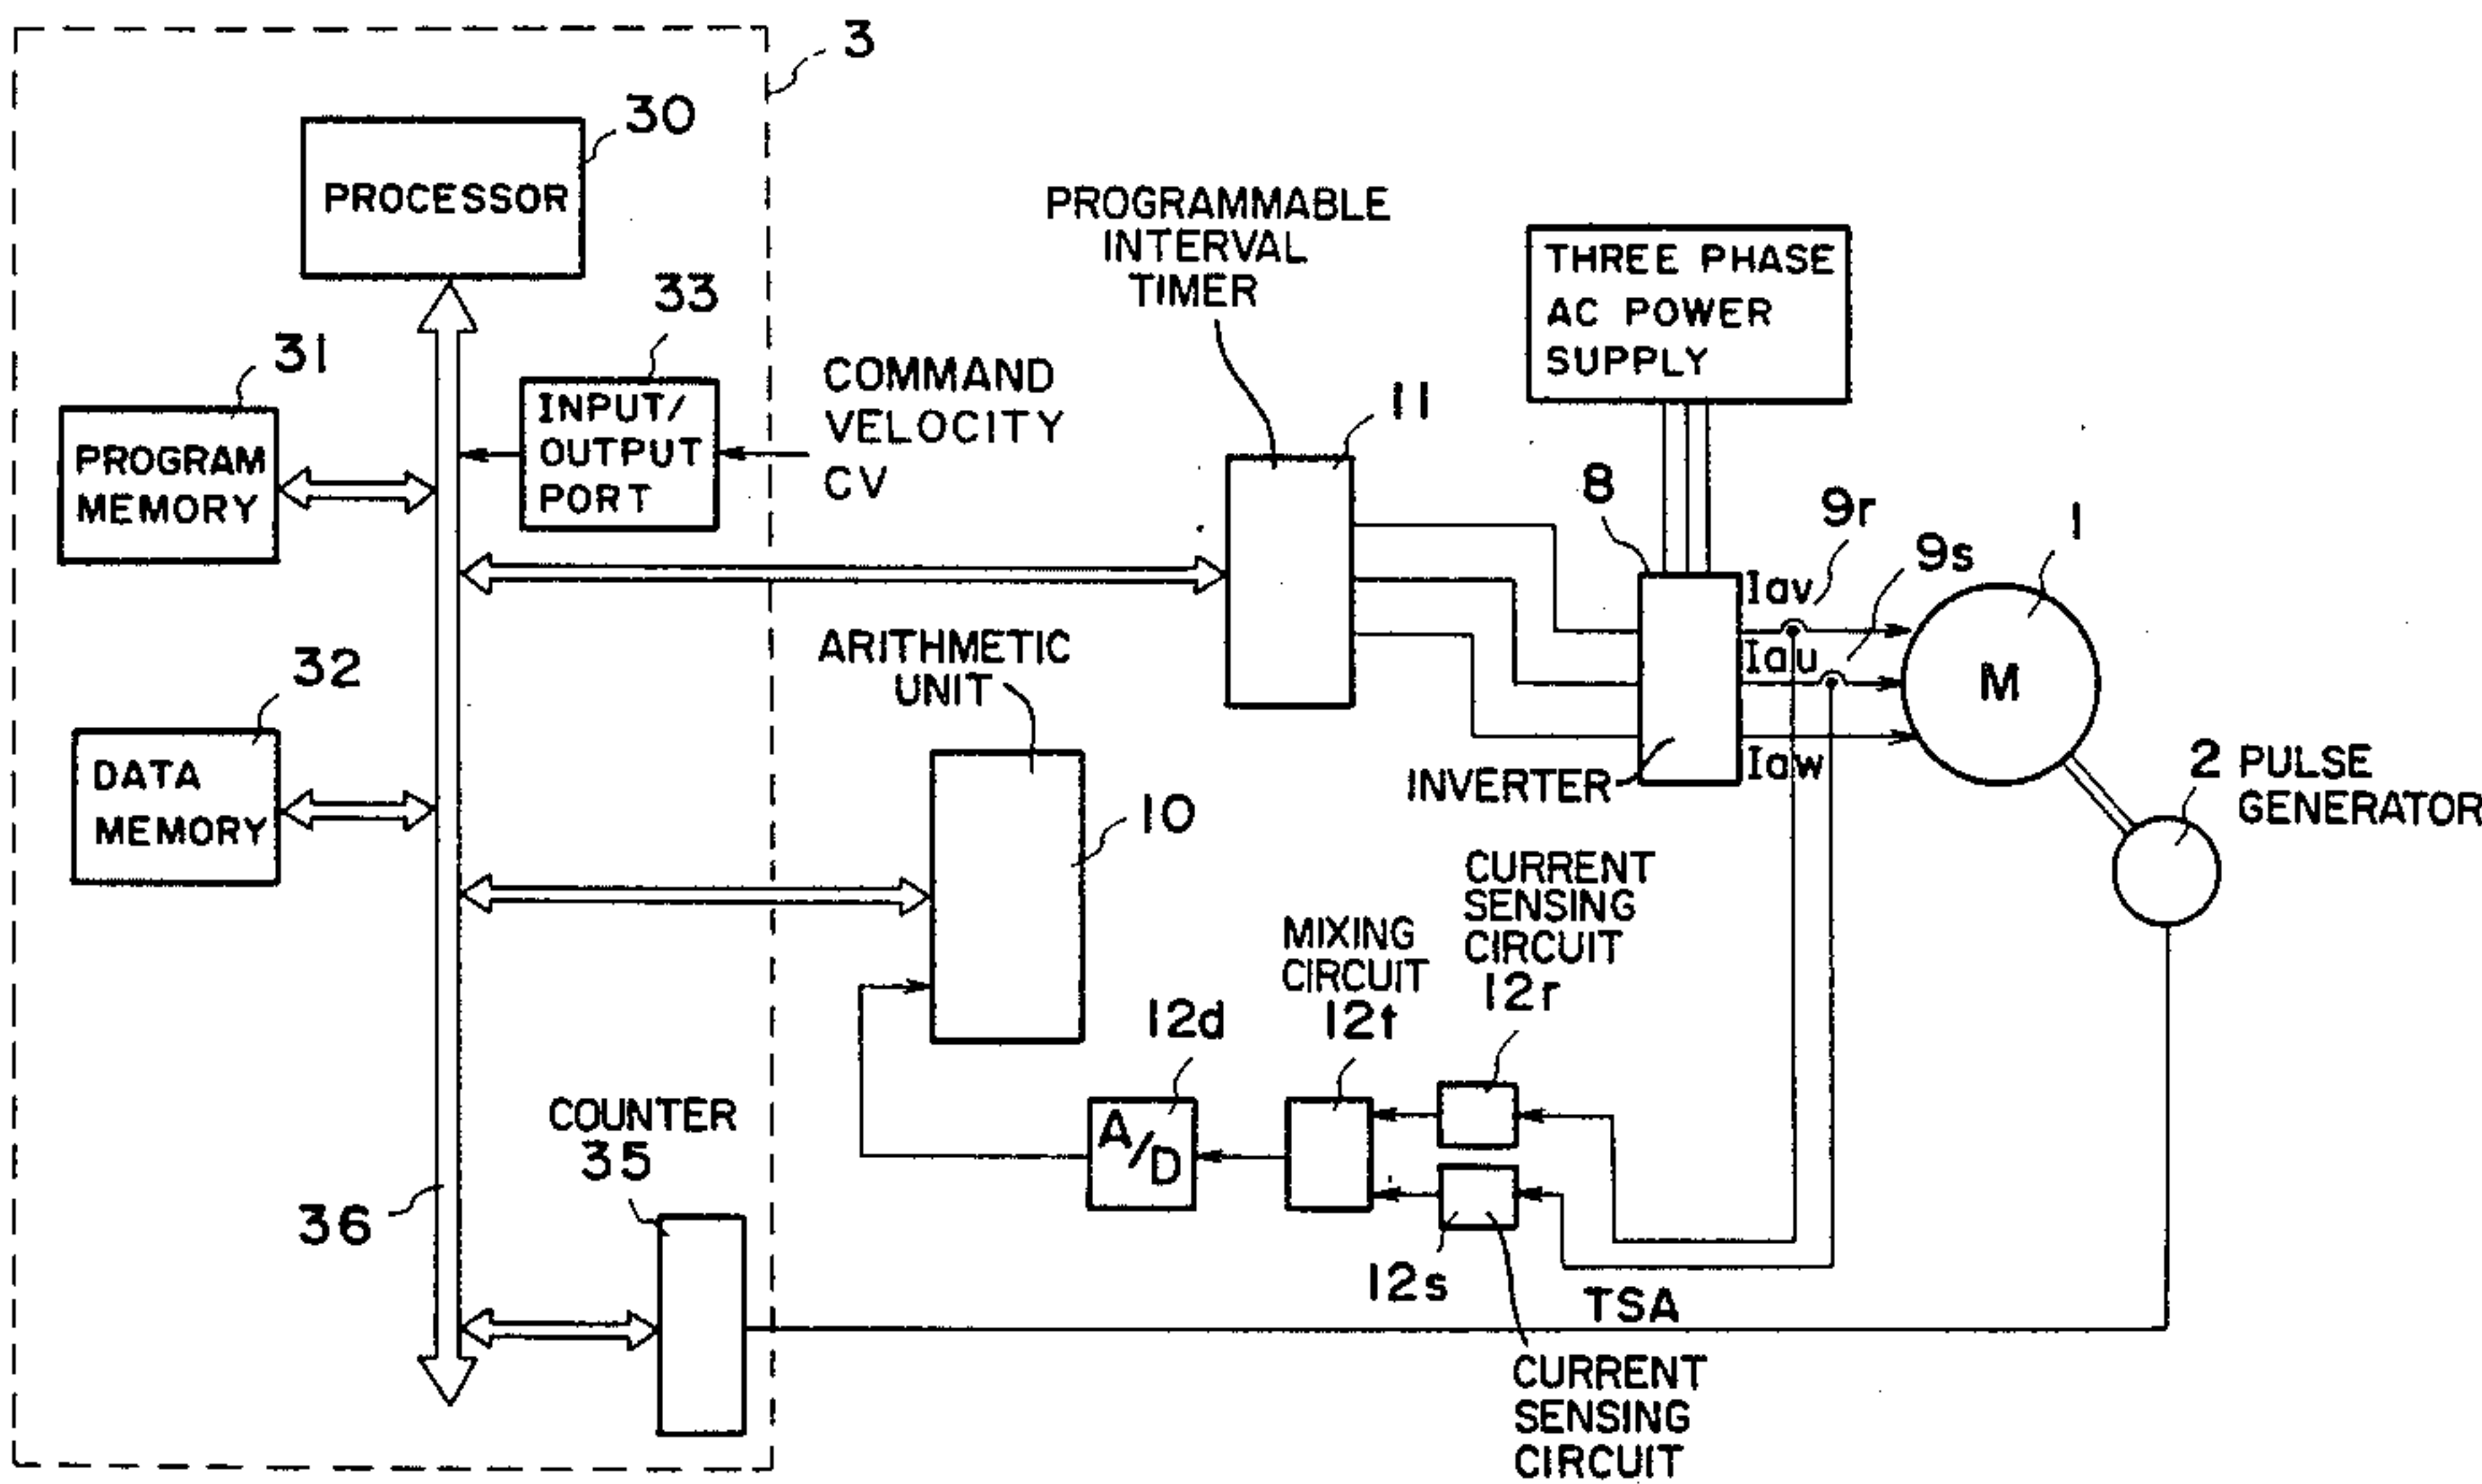 3
30
PROCESSOR
33
31
INPUT/
OUTPUT
PORT
PROGRAM
MEMORY
COMMAND
VELOCITY
CV
PROGRAMMABLE
INTERVAL
TIMER
11
THREE PHASE
AC POWER
SUPPLY
8
9r
9s
1
Iav
Iau
Iaw
M
INVERTER
2 PULSE
GENERATOR
32
DATA
MEMORY
ARITHMETIC
UNIT
10
CURRENT
SENSING
CIRCUIT
12r
MIXING
CIRCUIT
12t
12d
A/D
12s
COUNTER
35
36
TSA
CURRENT
SENSING
CIRCUIT